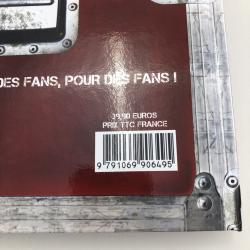 DES FANS, POUR DES FANS !
39,90 EUROS
PRIX TTC FRANCE
9 791069 906495